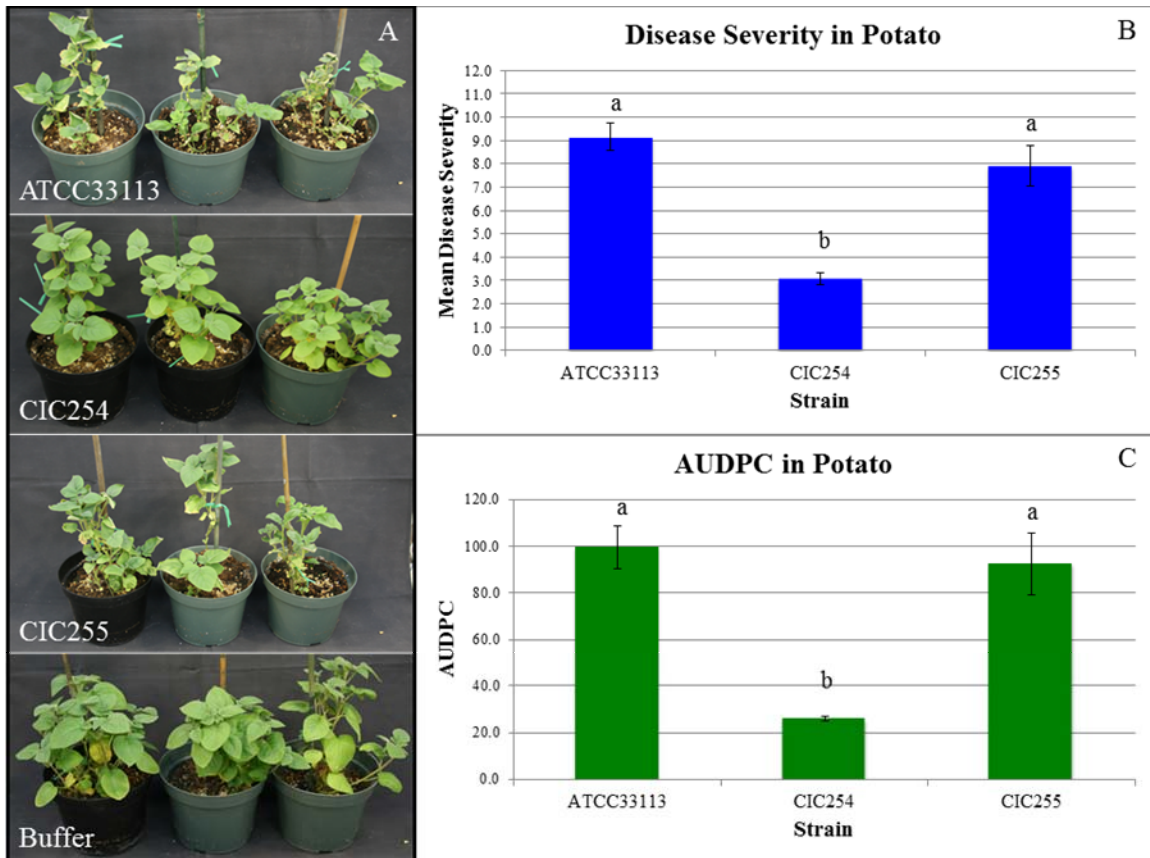 A
ATCC33113
CIC254
CIC255
Buffer
Disease Severity in Potato
B
Mean Disease Severity
12.0
11.0
10.0
9.0
8.0
7.0
6.0
5.0
4.0
3.0
2.0
1.0
0.0
a
b
a
ATCC33113 CIC254 CIC255
Strain
AUDPC in Potato
C
AUDPC
120.0
100.0
80.0
60.0
40.0
20.0
0.0
a
b
a
ATCC33113 CIC254 CIC255
Strain